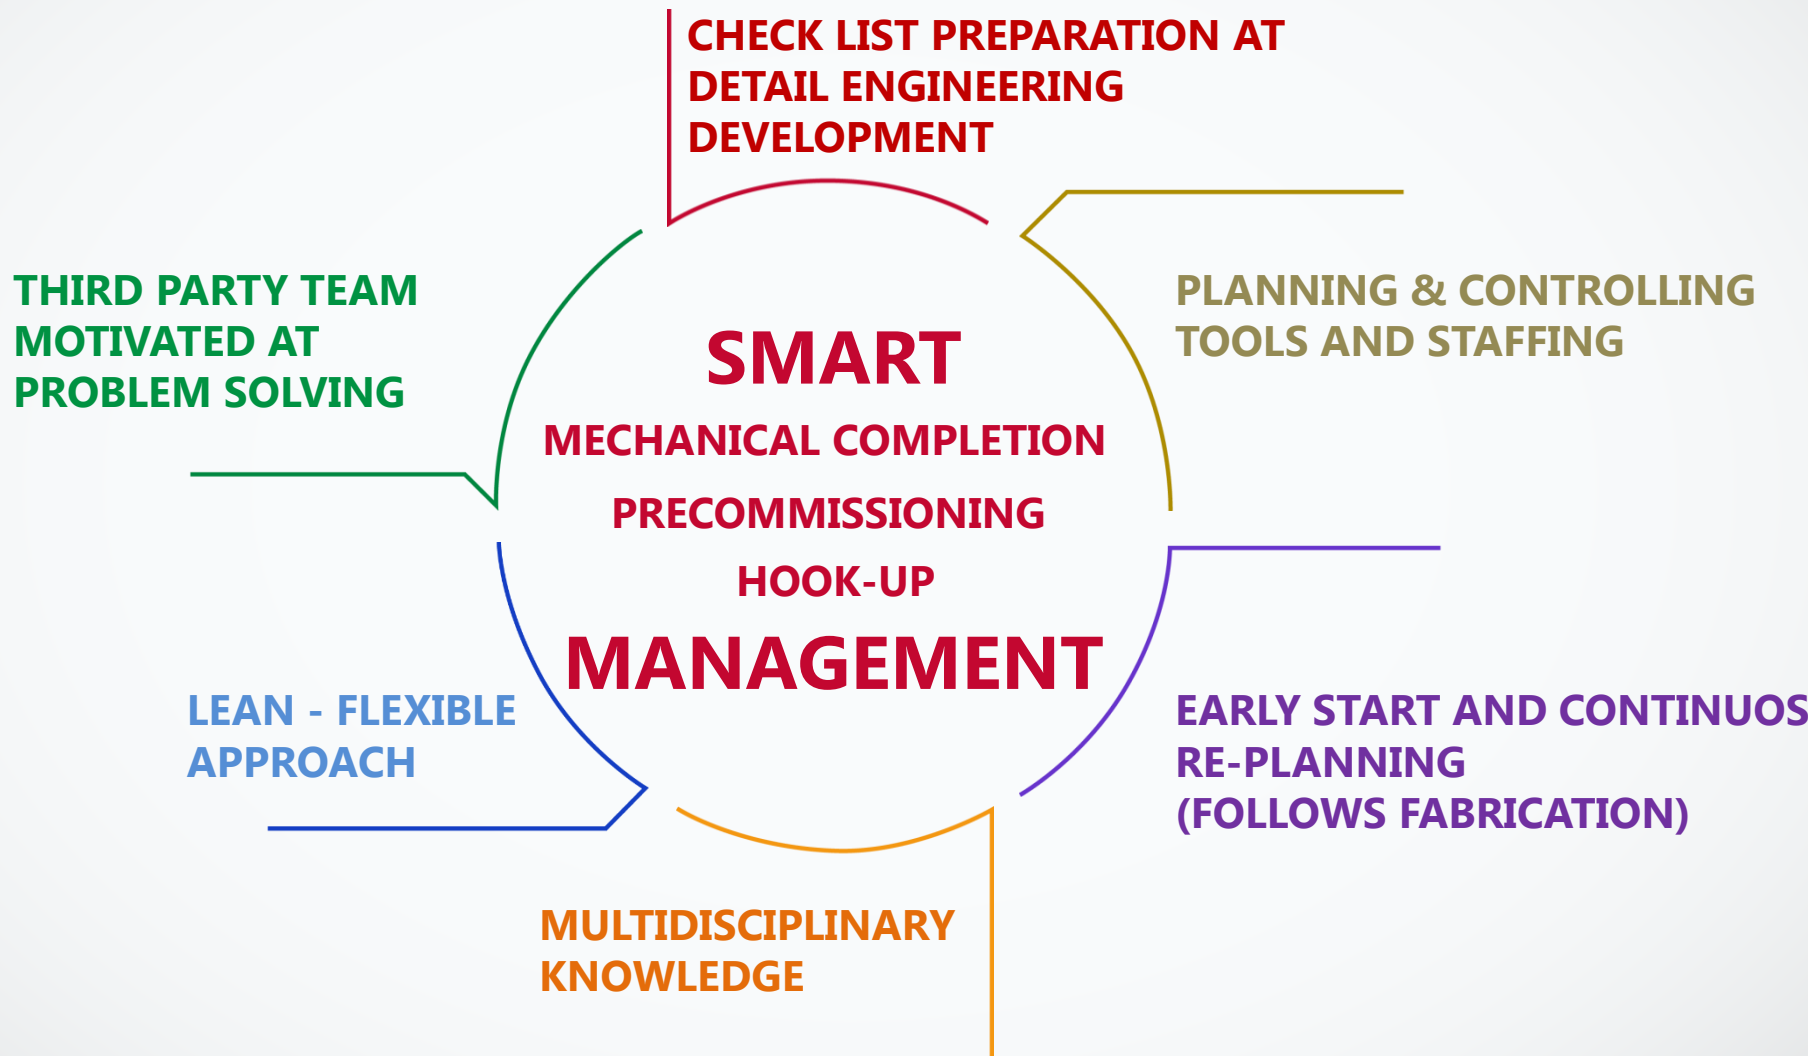 CHECK LIST PREPARATION AT
DETAIL ENGINEERING
DEVELOPMENT
THIRD PARTY TEAM
MOTIVATED AT
PROBLEM SOLVING
PLANNING & CONTROLLING
TOOLS AND STAFFING
SMART
MECHANICAL COMPLETION
PRECOMMISSIONING
HOOK-UP
MANAGEMENT
LEAN - FLEXIBLE
APPROACH
EARLY START AND CONTINUOS
RE-PLANNING
(FOLLOWS FABRICATION)
MULTIDISCIPLINARY
KNOWLEDGE